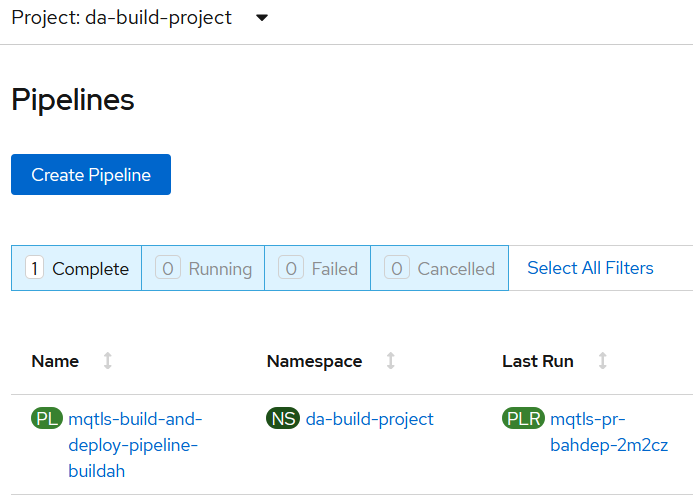 Project: da-build-project
Pipelines
Create Pipeline
1 Complete 0 Running 0 Failed 0 Cancelled Select All Filters
Name Namespace Last Run
PL mqtls-build-and- NS da-build-project PLR mqtls-pr-
deploy-pipeline- bahdep-2m2cz
buildah